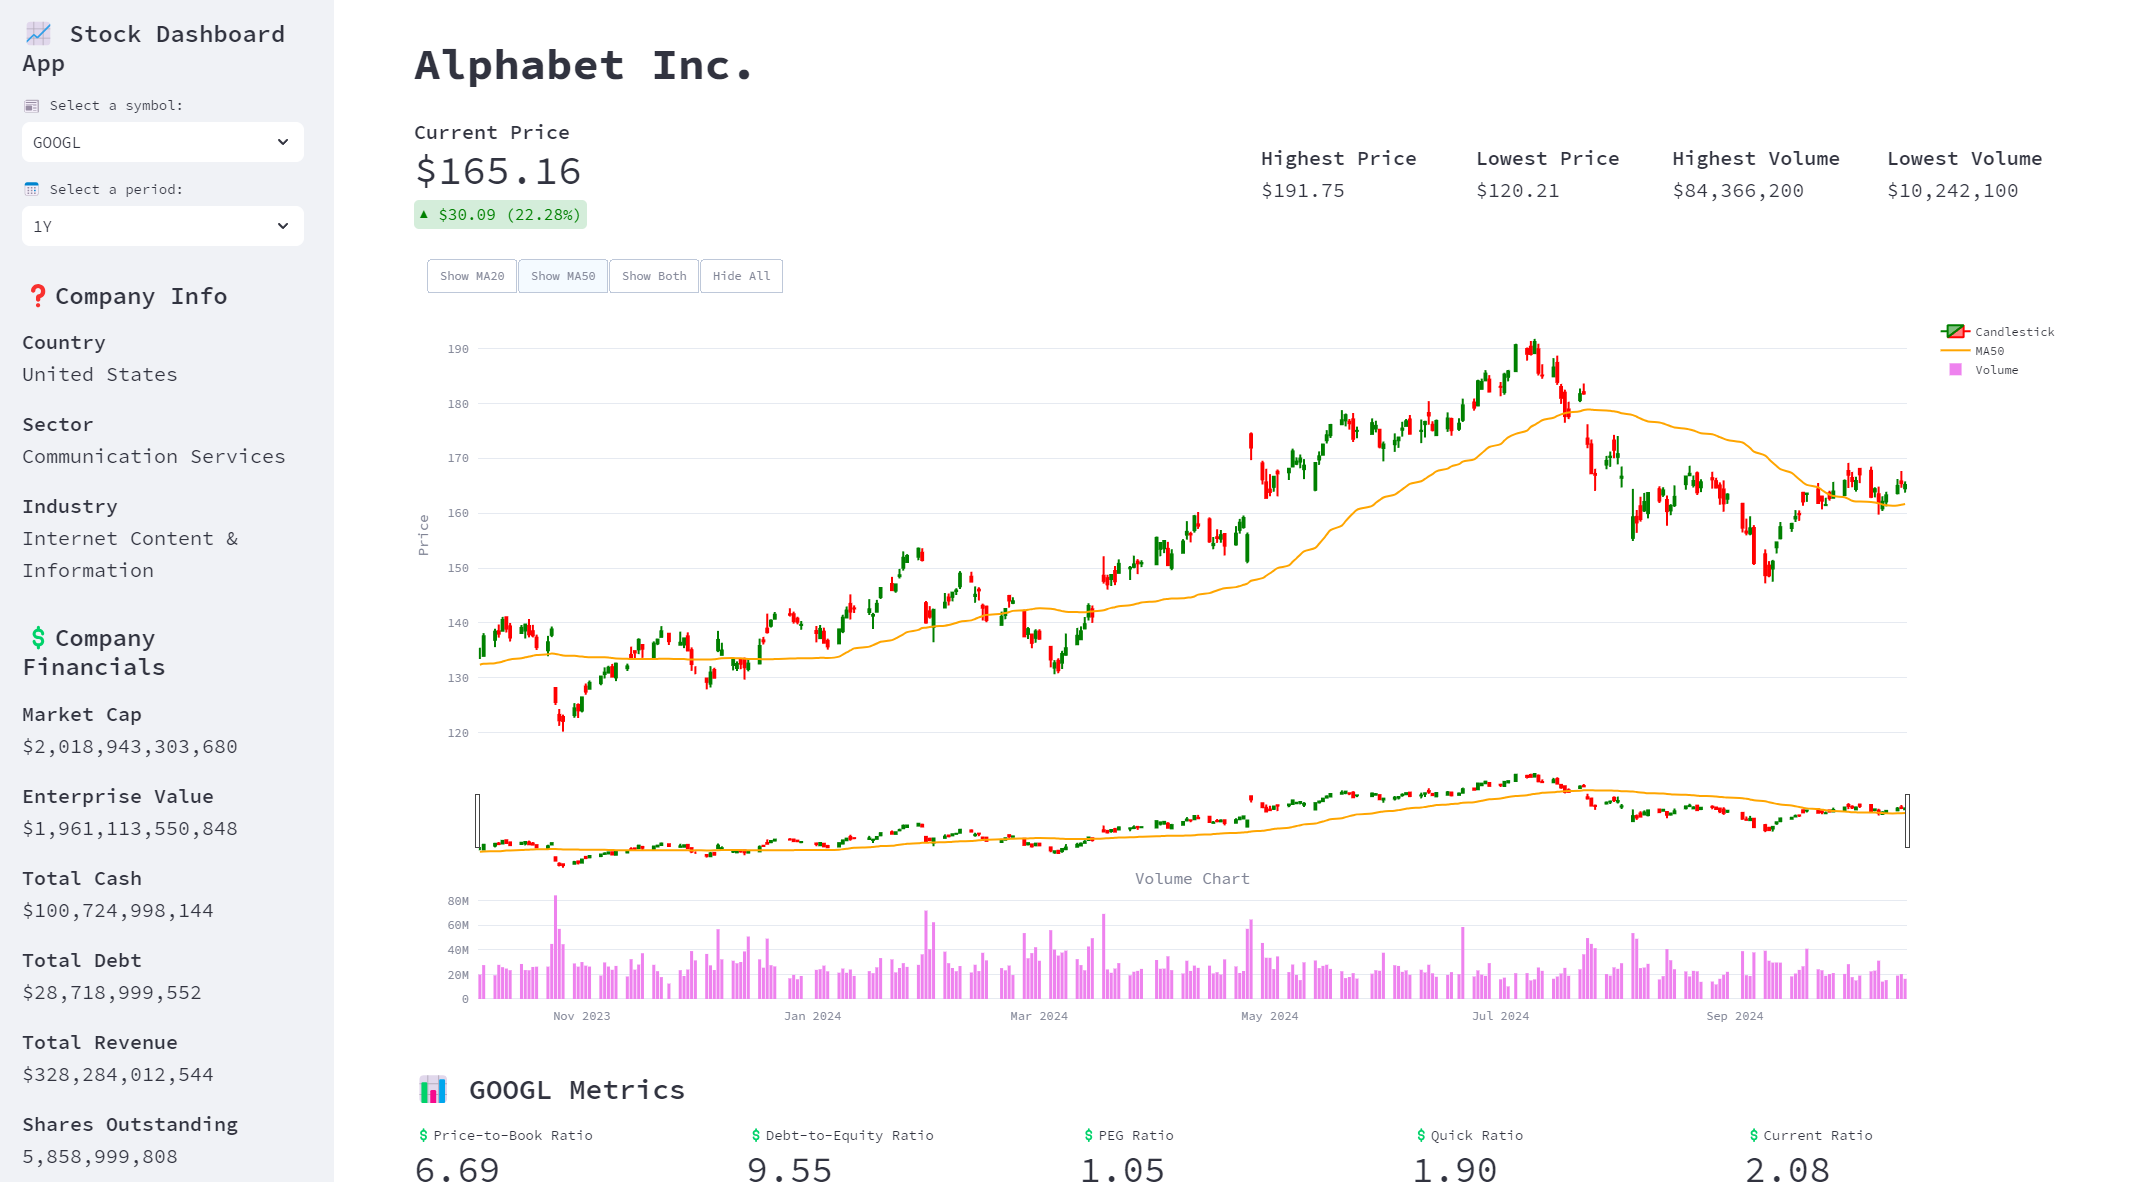 Stock Dashboard
App
Select a symbol:
GOOGL
Select a period:
1Y
Company Info
Country
United States
Sector
Communication Services
Industry
Internet Content &
Information
Company
Financials
Market Cap
$2,018,943,303,680
Enterprise Value
$1,961,113,550,848
Total Cash
$100,724,998,144
Total Debt
$28,718,999,552
Total Revenue
$328,284,012,544
Shares Outstanding
5,858,999,808
Alphabet Inc.
Current Price
$165.16
▲ $30.09 (22.28%)
Highest Price
$191.75
Lowest Price
$120.21
Highest Volume
$84,366,200
Lowest Volume
$10,242,100
Show MA20
Show MA50
Show Both
Hide All
Candlestick
MA50
Volume
Price
190
180
170
160
150
140
130
120
Volume Chart
80M
60M
40M
20M
0
Nov 2023
Jan 2024
Mar 2024
May 2024
Jul 2024
Sep 2024
GOOGL Metrics
$ Price-to-Book Ratio
6.69
$ Debt-to-Equity Ratio
9.55
$ PEG Ratio
1.05
$ Quick Ratio
1.90
$ Current Ratio
2.08